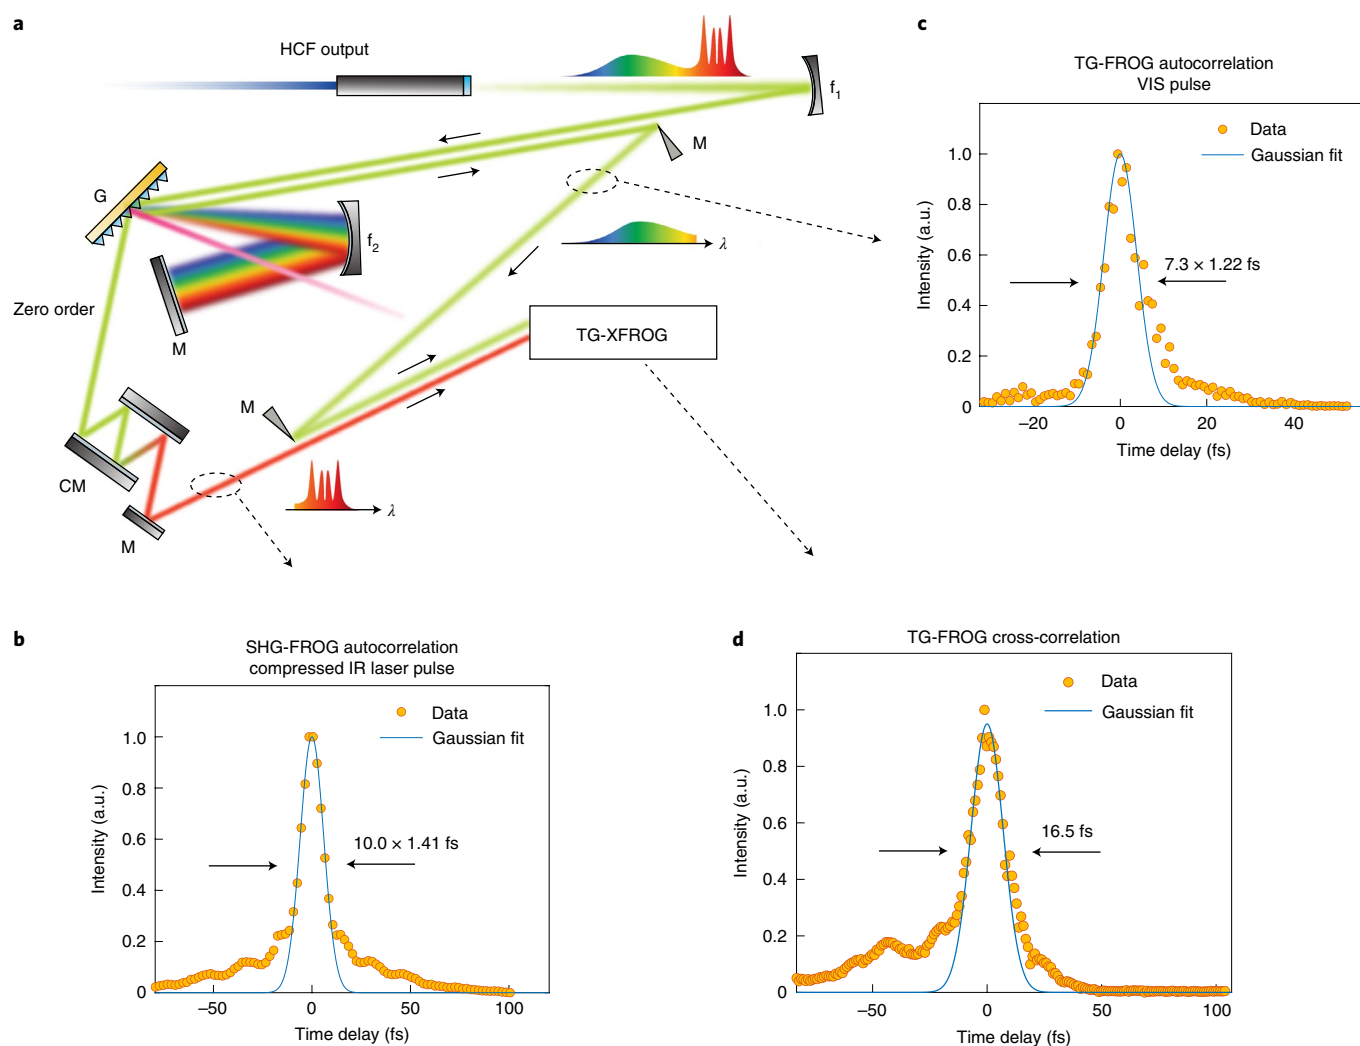 a
HCF output
f1
M
G
f2
λ
Zero order
M
TG-XFROG
M
CM
λ
M
b
SHG-FROG autocorrelation
compressed IR laser pulse
Data
Gaussian fit
1.0
0.8
0.6
0.4
0.2
0
10.0 × 1.41 fs
Intensity (a.u.)
–50
0
50
100
Time delay (fs)
c
TG-FROG autocorrelation
VIS pulse
Data
Gaussian fit
1.0
0.8
0.6
0.4
0.2
0
7.3 × 1.22 fs
Intensity (a.u.)
–20
0
20
40
Time delay (fs)
d
TG-FROG cross-correlation
Data
Gaussian fit
1.0
0.8
0.6
0.4
0.2
0
16.5 fs
Intensity (a.u.)
–50
0
50
100
Time delay (fs)